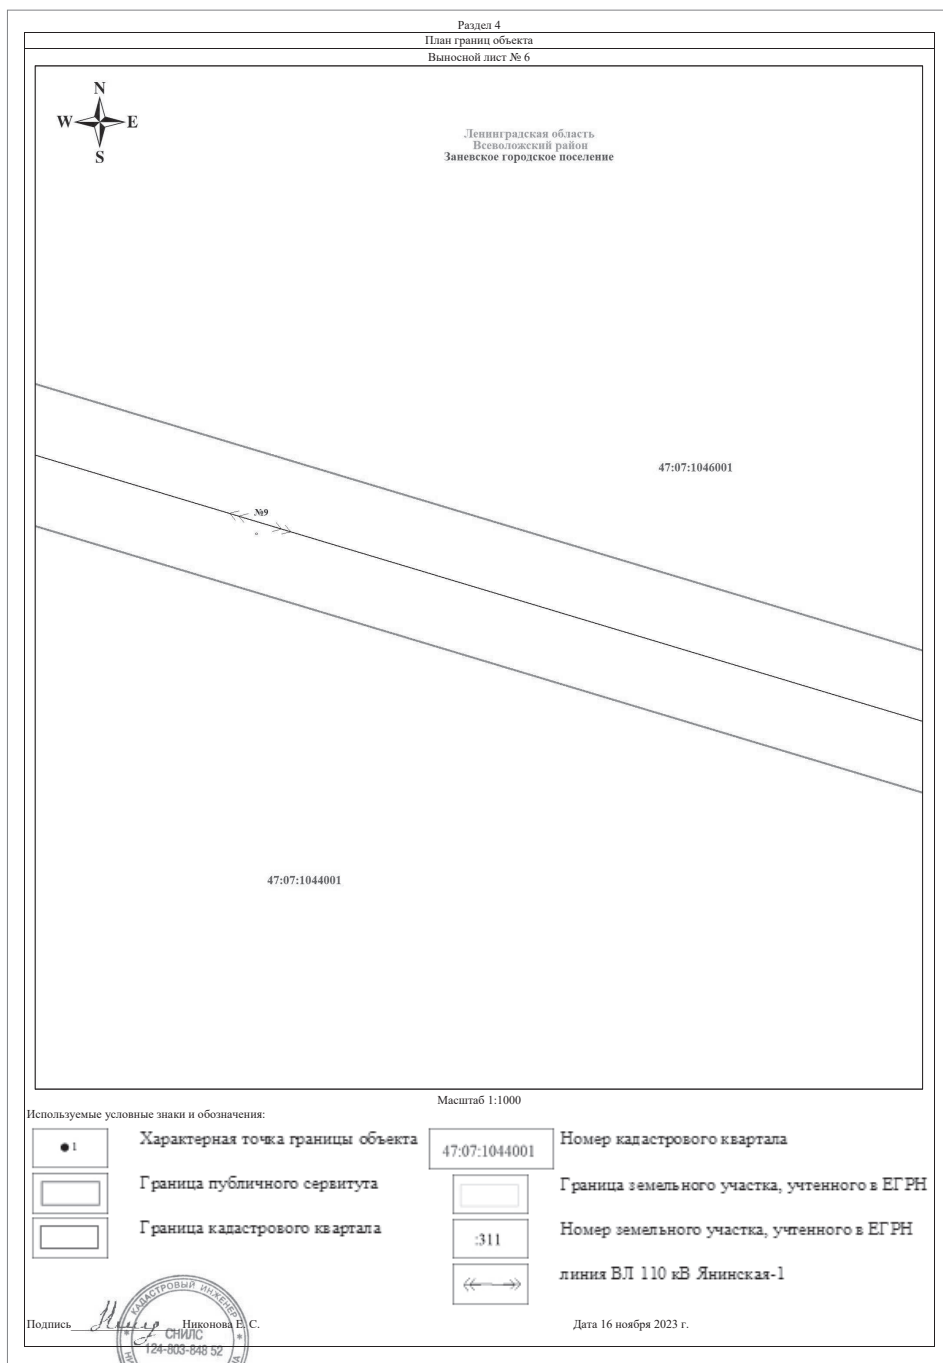 Раздел 4
План границ объекта
Выносной лист № 6
N
W E
S
Ленинградская область
Всеволожский район
Заневское городское поселение
47:07:1046001
№9
47:07:1044001
Масштаб 1:1000
Используемые условные знаки и обозначения:
1 Характерная точка границы объекта
47:07:1044001 Номер кадастрового квартала
Граница публичного сервитута
Граница земельного участка, учтенного в ЕГРН
Граница кадастрового квартала
:311 Номер земельного участка, учтенного в ЕГРН
линия ВЛ 110 кВ Янинская-1
КАДАСТРОВЫЙ ИНЖЕНЕР
Подпись Никонова Е. С.
Дата 16 ноября 2023 г.
СНИЛС
124-803-848 52